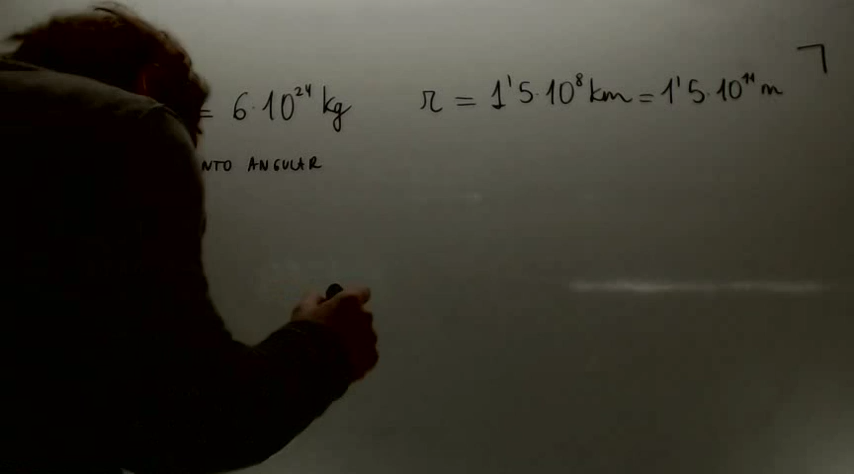 = 6·10²⁴ kg r = 1'5·10⁸ km = 1'5·10¹¹ m
NTO ANGULAR